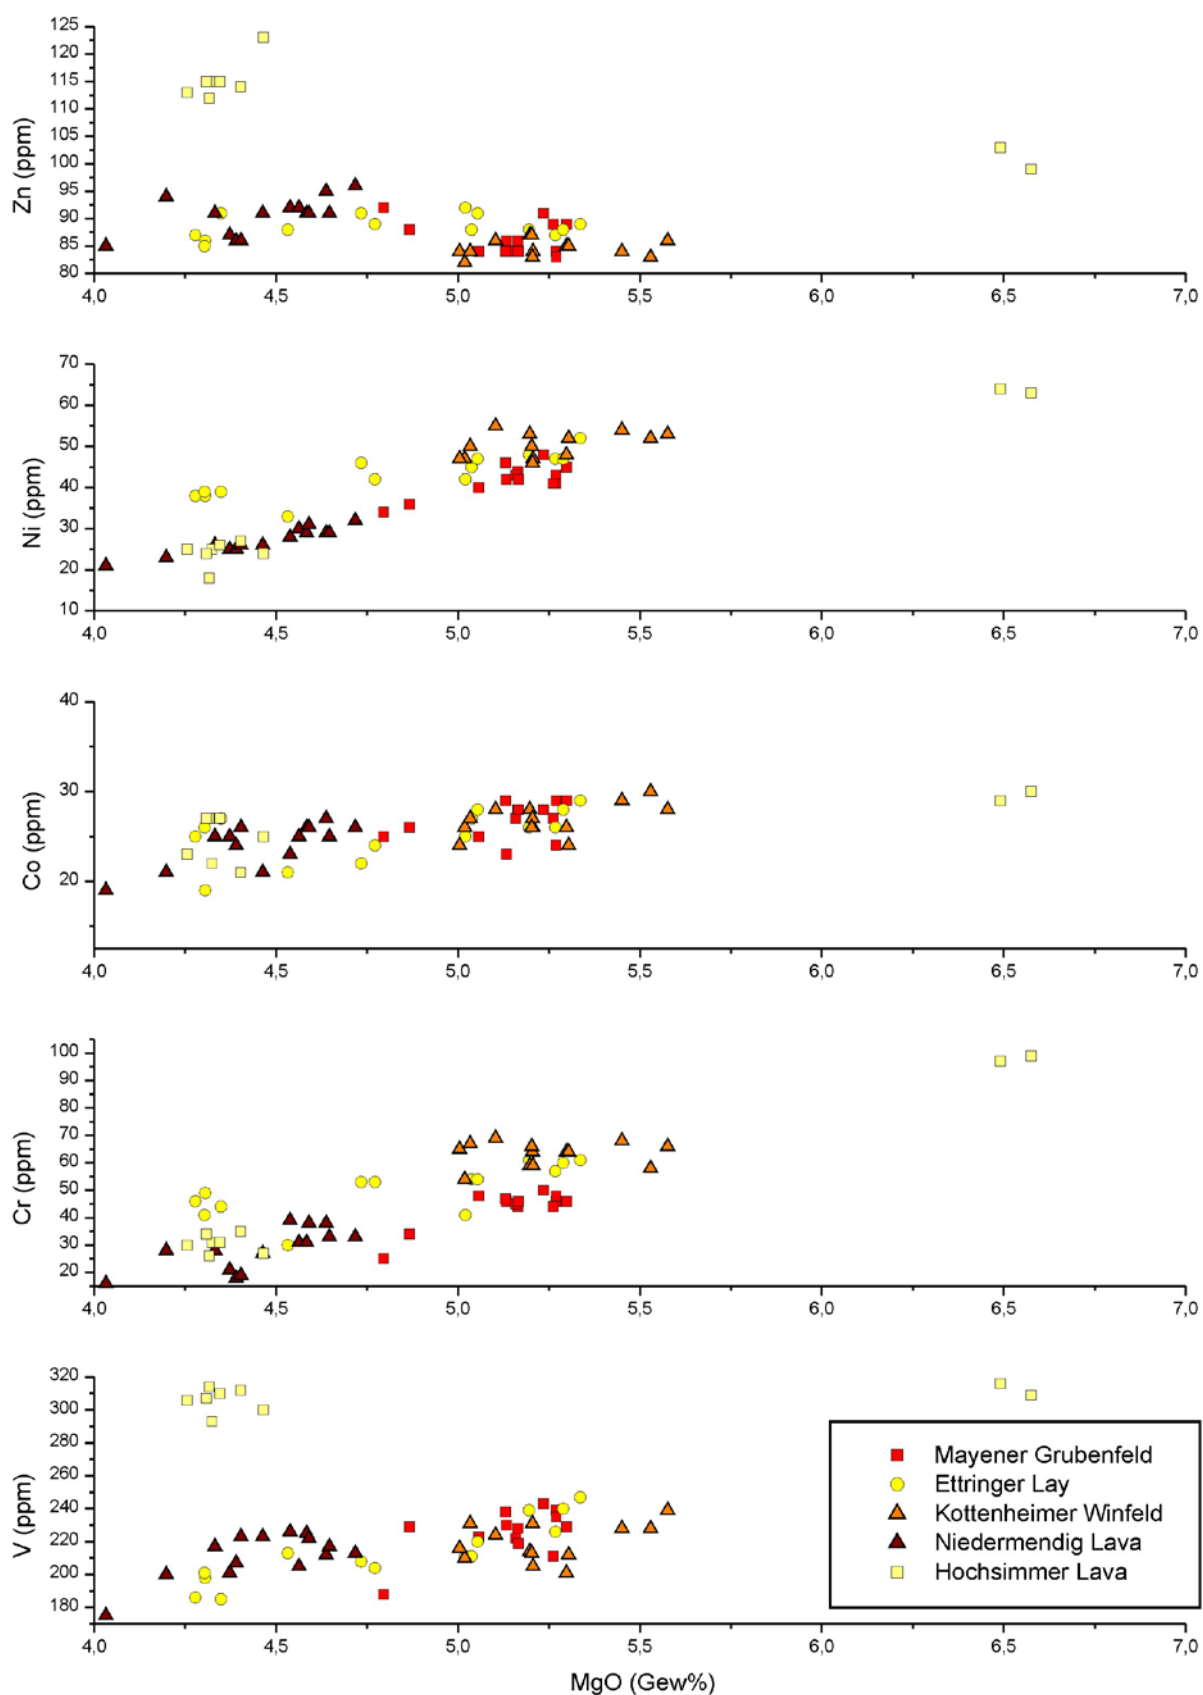 125
120
115
110
105
100
95
90
85
80
Zn (ppm)
4,0 4,5 5,0 5,5 6,0 6,5 7,0
70
60
50
40
30
20
10
Ni (ppm)
4,0 4,5 5,0 5,5 6,0 6,5 7,0
40
30
20
Co (ppm)
4,0 4,5 5,0 5,5 6,0 6,5 7,0
100
90
80
70
60
50
40
30
20
Cr (ppm)
4,0 4,5 5,0 5,5 6,0 6,5 7,0
320
300
280
260
240
220
200
180
V (ppm)
Mayener Grubenfeld
Ettringer Lay
Kottenheimer Winfeld
Niedermendig Lava
Hochsimmer Lava
4,0 4,5 5,0 5,5 6,0 6,5 7,0
MgO (Gew%)